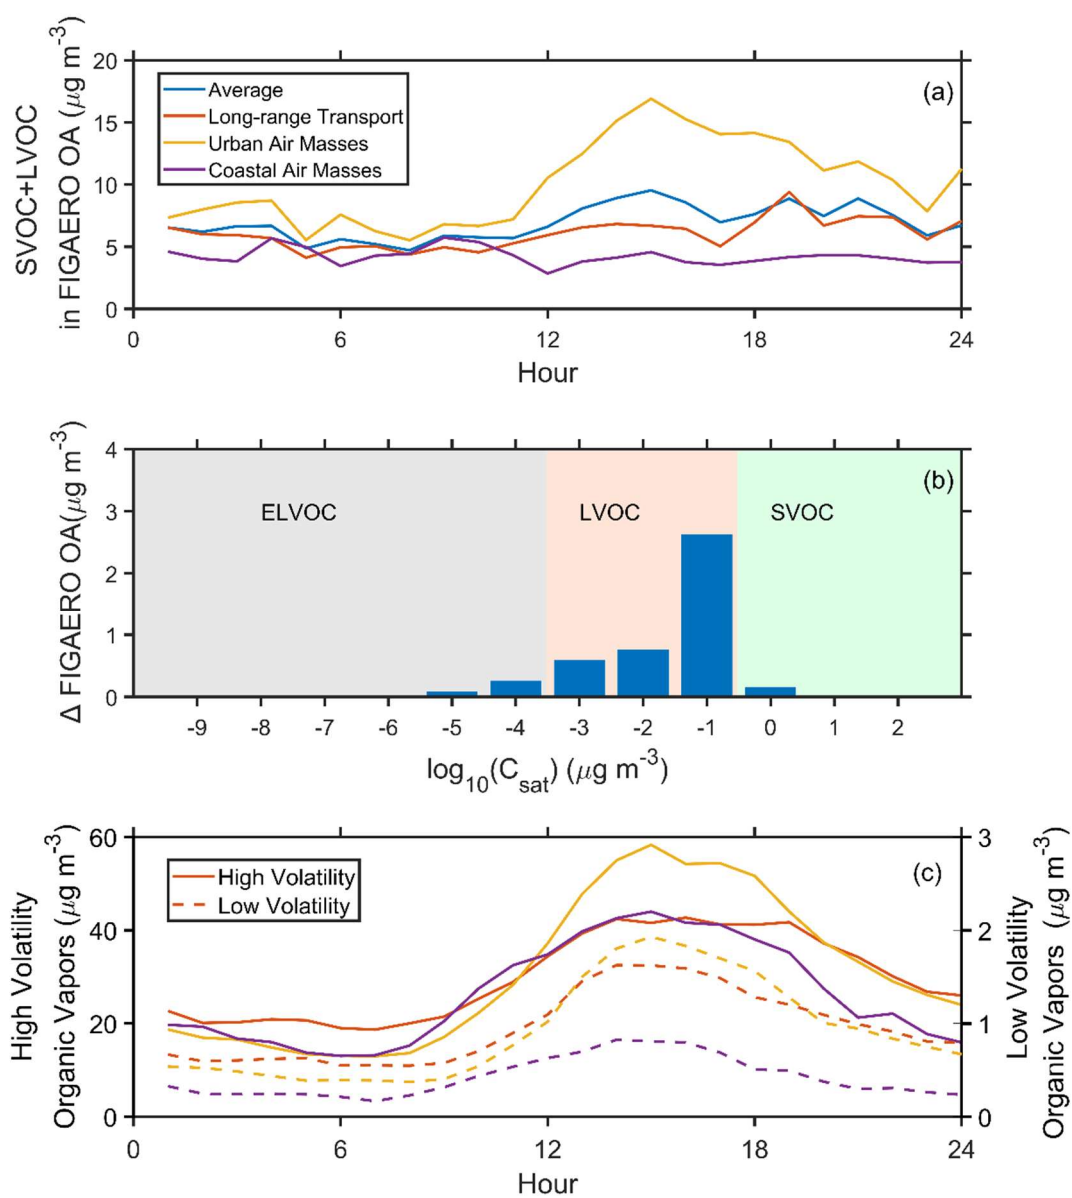 SVOC+LVOC
in FIGAERO OA (μg m-3)
20
15
10
5
0
Average
Long-range Transport
Urban Air Masses
Coastal Air Masses
(a)
0 6 12 18 24
Hour
Δ FIGAERO OA(μg m-3)
4
3
2
1
0
ELVOC LVOC SVOC
(b)
-9 -8 -7 -6 -5 -4 -3 -2 -1 0 1 2
log10(Csat) (μg m-3)
High Volatility
Organic Vapors (μg m-3)
60
40
20
0
High Volatility
Low Volatility
(c)
3
2
1
0
Low Volatility
Organic Vapors (μg m-3)
0 6 12 18 24
Hour